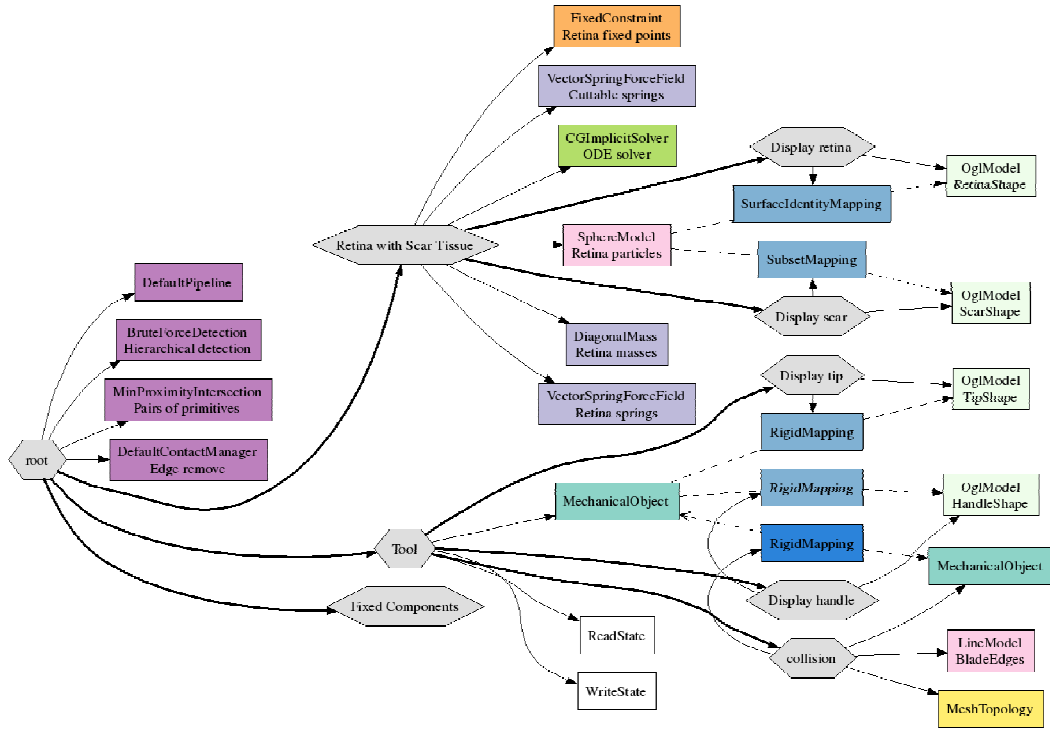 FixedConstraint
Retina fixed points
VectorSpringForceField
Cuttable springs
CGImplicitSolver
ODE solver
Display retina
OglModel
RetinaShape
SurfaceIdentityMapping
Retina with Scar Tissue
SphereModel
Retina particles
SubsetMapping
DefaultPipeline
OglModel
ScarShape
Display scar
BruteForceDetection
Hierarchical detection
DiagonalMass
Retina masses
MinProximityIntersection
Pairs of primitives
VectorSpringForceField
Retina springs
Display tip
OglModel
TipShape
RigidMapping
root
DefaultContactManager
Edge remove
MechanicalObject
RigidMapping
OglModel
HandleShape
RigidMapping
Tool
MechanicalObject
Fixed Components
Display handle
ReadState
collision
LineModel
BladeEdges
WriteState
MeshTopology